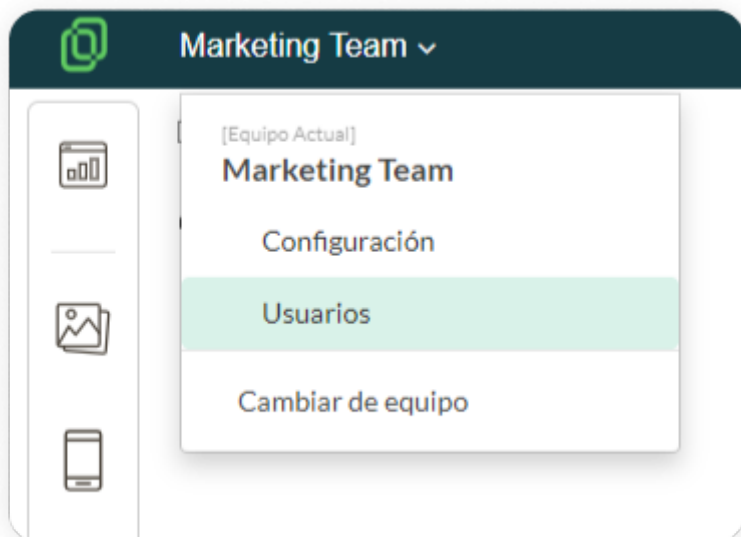 Marketing Team
[Equipo Actual]
Marketing Team
Configuración
Usuarios
Cambiar de equipo